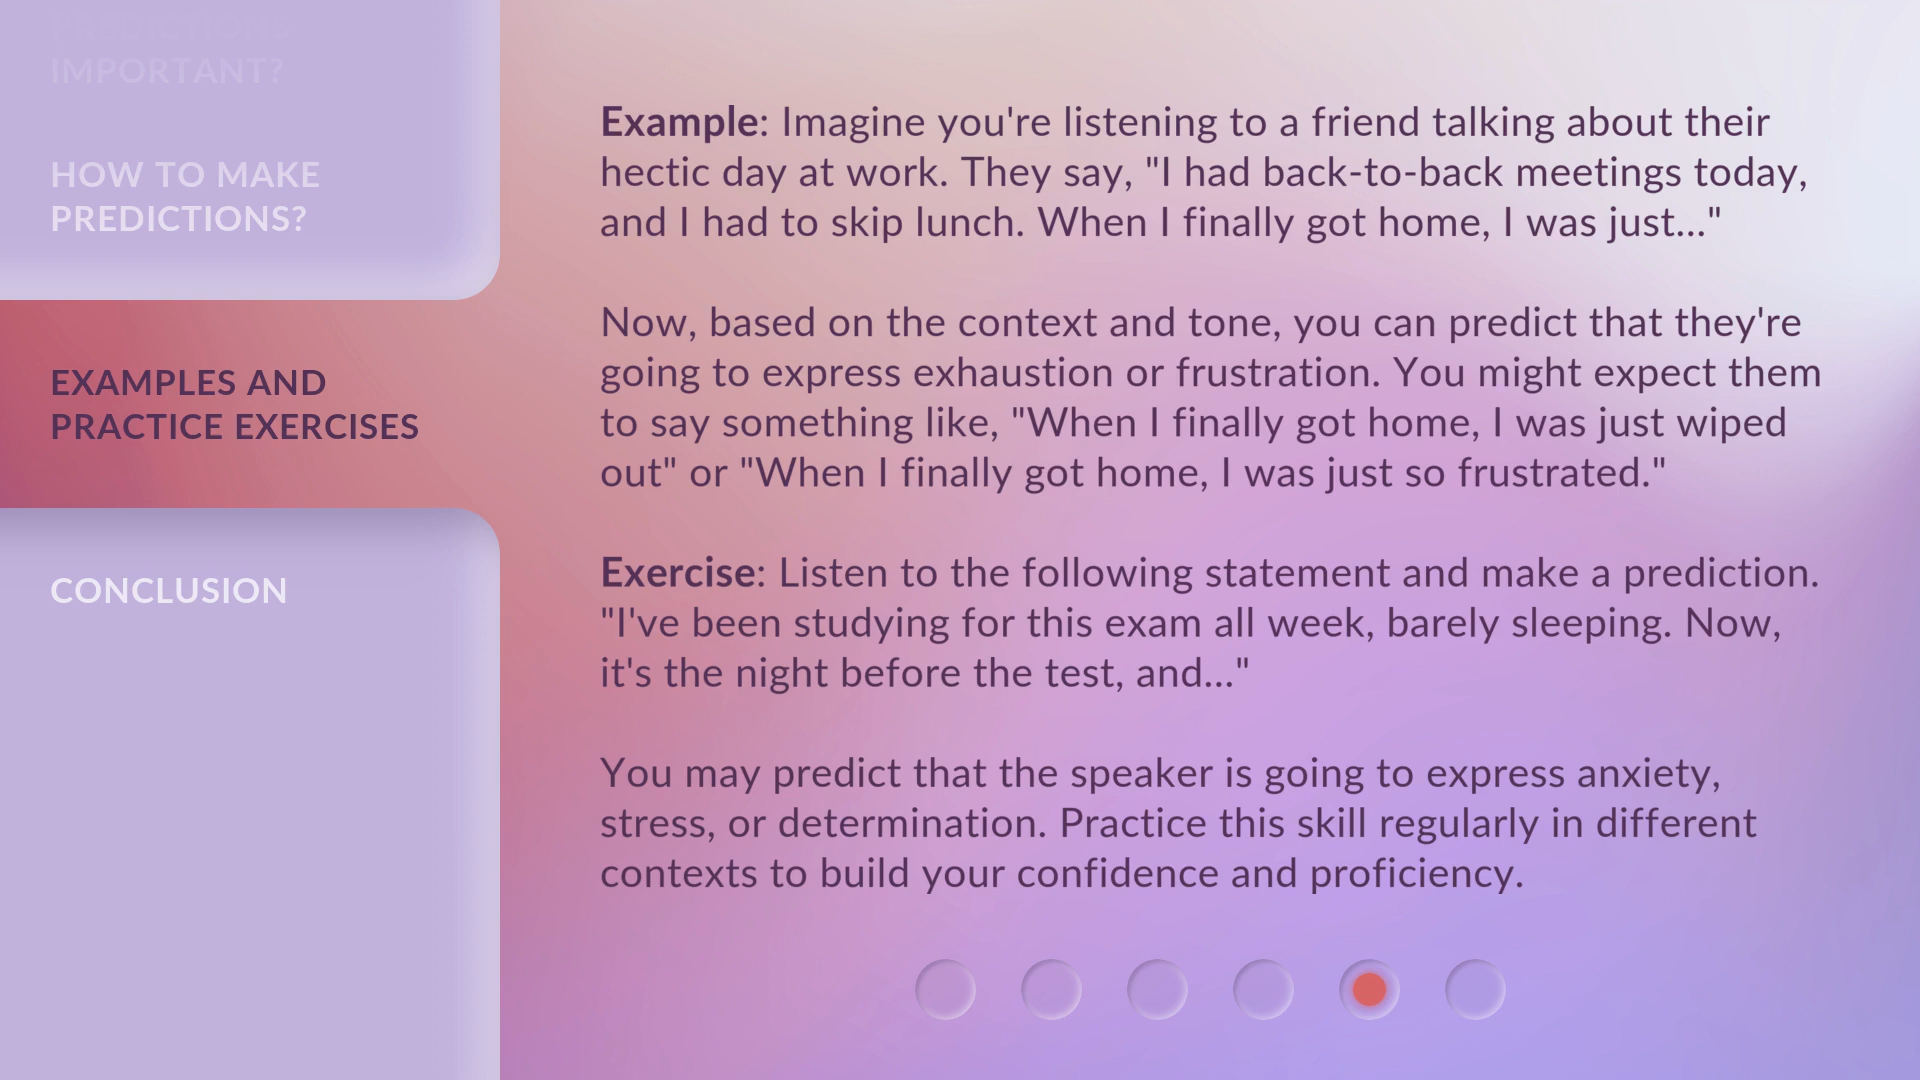 PREDICTIONS
IMPORTANT?
HOW TO MAKE
PREDICTIONS?
EXAMPLES AND
PRACTICE EXERCISES
CONCLUSION
Example: Imagine you're listening to a friend talking about their
hectic day at work. They say, "I had back-to-back meetings today,
and I had to skip lunch. When I finally got home, I was just..."
Now, based on the context and tone, you can predict that they're
going to express exhaustion or frustration. You might expect them
to say something like, "When I finally got home, I was just wiped
out" or "When I finally got home, I was just so frustrated."
Exercise: Listen to the following statement and make a prediction.
"I've been studying for this exam all week, barely sleeping. Now,
it's the night before the test, and..."
You may predict that the speaker is going to express anxiety,
stress, or determination. Practice this skill regularly in different
contexts to build your confidence and proficiency.